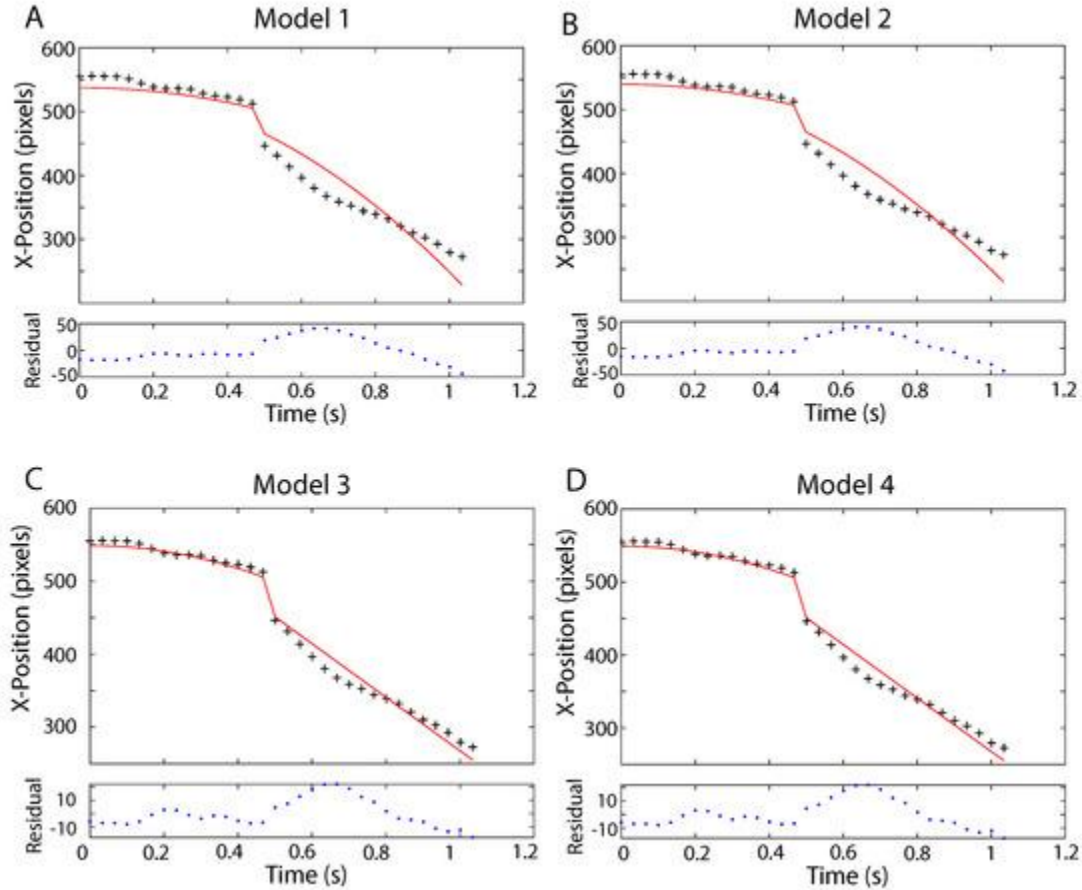 A
Model 1
600
500
400
300
X-Position (pixels)
50
0
-50
Residual
0
0.2
0.4
0.6
0.8
1
1.2
Time (s)
B
Model 2
600
500
400
300
X-Position (pixels)
50
0
-50
Residual
0
0.2
0.4
0.6
0.8
1
1.2
Time (s)
C
Model 3
600
500
400
300
X-Position (pixels)
10
-10
Residual
0
0.2
0.4
0.6
0.8
1
1.2
Time (s)
D
Model 4
600
500
400
300
X-Position (pixels)
10
-10
Residual
0
0.2
0.4
0.6
0.8
1
1.2
Time (s)